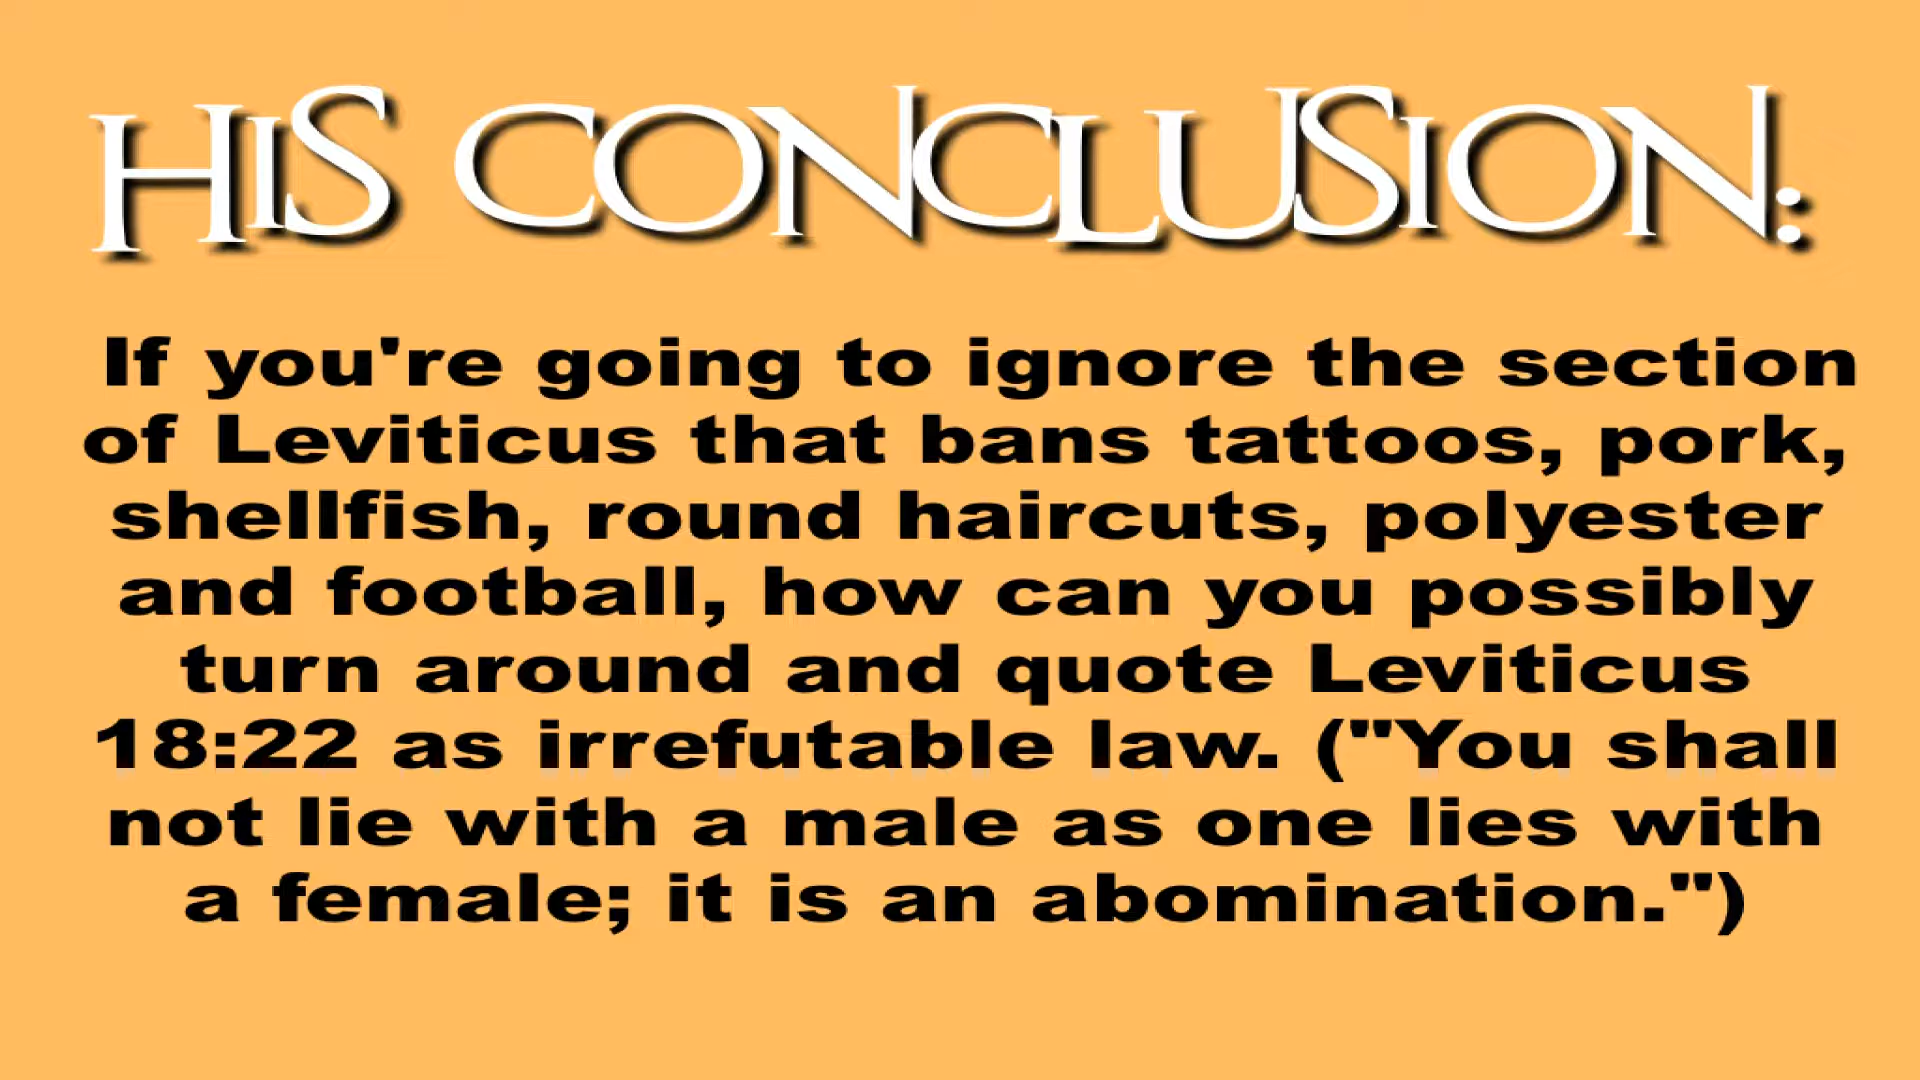 HIS CONCLUSION:
If you're going to ignore the section
of Leviticus that bans tattoos, pork,
shellfish, round haircuts, polyester
and football, how can you possibly
turn around and quote Leviticus
18:22 as irrefutable law. ("You shall
not lie with a male as one lies with
a female; it is an abomination.")